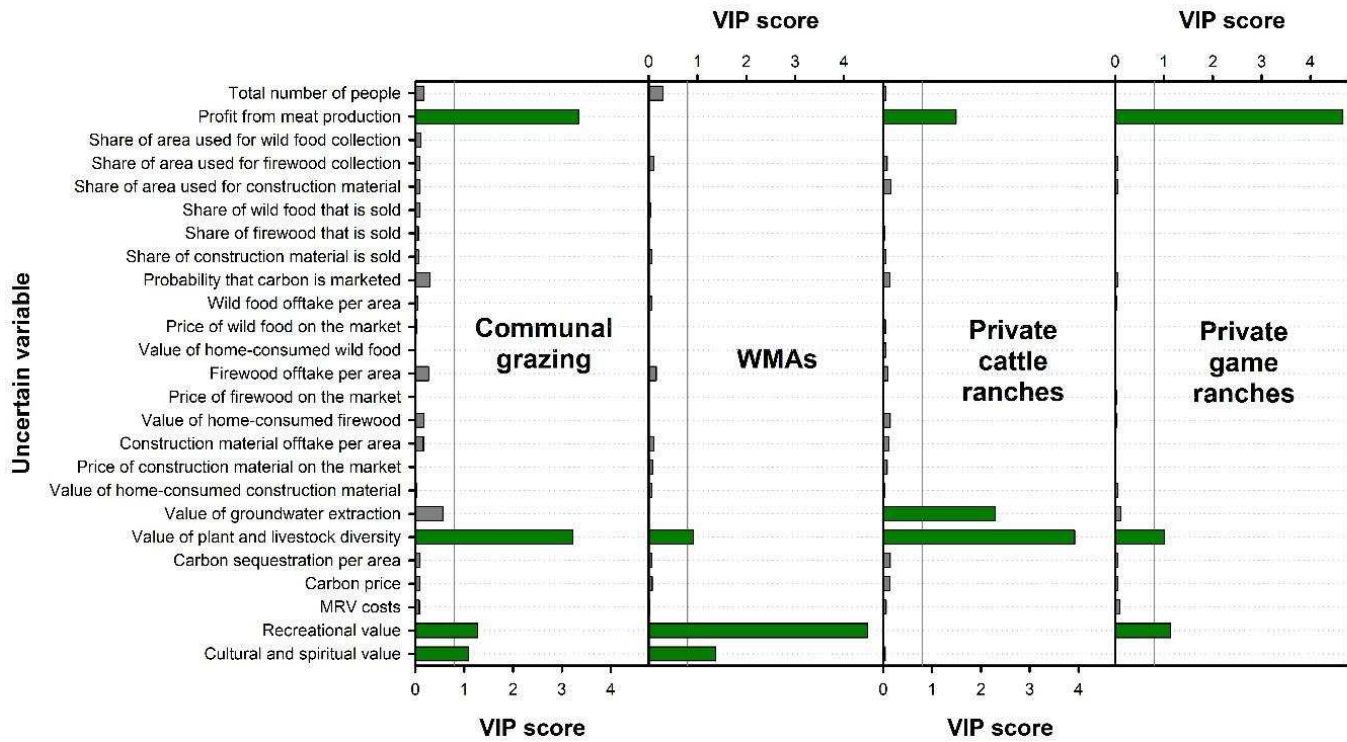 VIP score
VIP score
0 1 2 3 4
0 1 2 3 4
Uncertain variable
Total number of people
Profit from meat production
Share of area used for wild food collection
Share of area used for firewood collection
Share of area used for construction material
Share of wild food that is sold
Share of firewood that is sold
Share of construction material is sold
Probability that carbon is marketed
Wild food offtake per area
Price of wild food on the market
Value of home-consumed wild food
Firewood offtake per area
Price of firewood on the market
Value of home-consumed firewood
Construction material offtake per area
Price of construction material on the market
Value of home-consumed construction material
Value of groundwater extraction
Value of plant and livestock diversity
Carbon sequestration per area
Carbon price
MRV costs
Recreational value
Cultural and spiritual value
Communal
grazing
WMAs
Private
cattle
ranches
Private
game
ranches
0 1 2 3 4
0 1 2 3 4
VIP score
VIP score